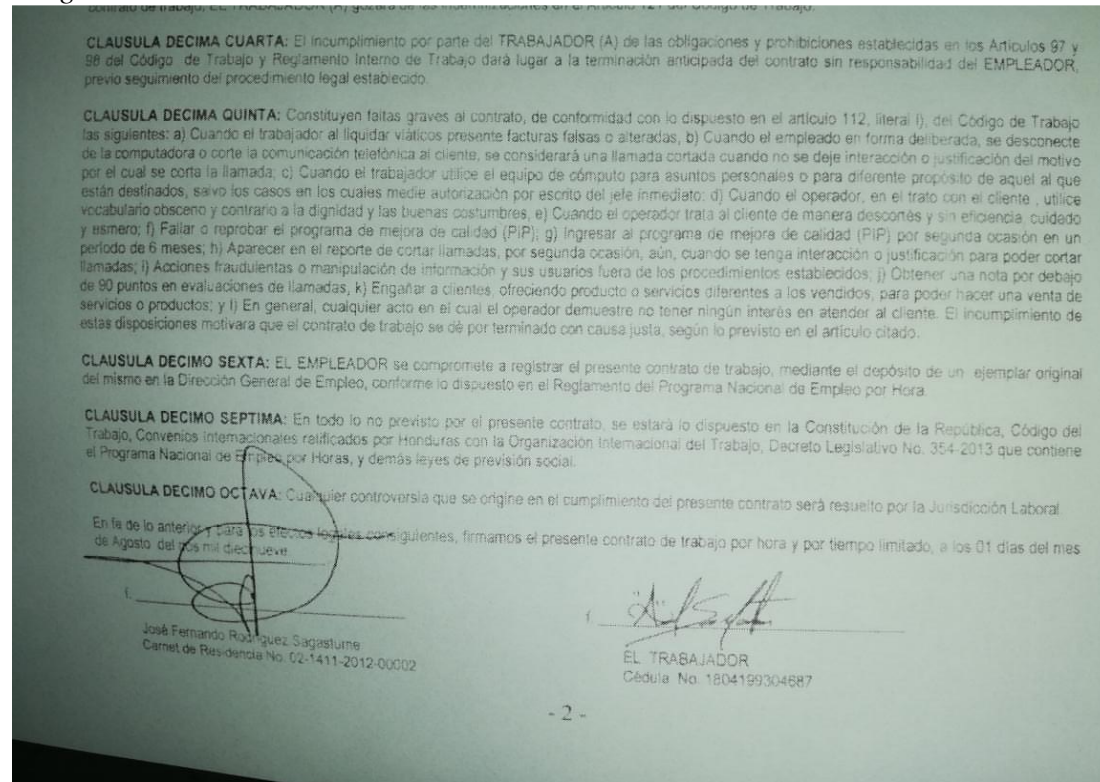 contrato de trabajo, EL TRABAJADOR (A) gozará de las indemnizaciones en el Artículo 121 del Código de Trabajo.
CLAUSULA DECIMA CUARTA: El incumplimiento por parte del TRABAJADOR (A) de las obligaciones y prohibiciones establecidas en los Articulos 97 y
98 del Código de Trabajo y Reglamento Interno de Trabajo dará lugar a la terminación anticipada del contrato sin responsabilidad del EMPLEADOR,
previo seguimiento del procedimiento legal establecido.
CLAUSULA DECIMA QUINTA: Constituyen faltas graves al contrato, de conformidad con lo dispuesto en el artículo 112, literal l), del Código de Trabajo
las siguientes: a) Cuando el trabajador al liquidar viáticos presente facturas falsas o alteradas, b) Cuando el empleado en forma deliberada, se desconecte
de la computadora o corte la comunicación telefónica al cliente, se considerará una llamada cortada cuando no se deje interacción o justificación del motivo
por el cual se corta la llamada; c) Cuando el trabajador utilice el equipo de cómputo para asuntos personales o para diferente propósito de aquel al que
están destinados, salvo los casos en los cuales medie autorización por escrito del jefe inmediato; d) Cuando el operador, en el trato con el cliente , utilice
vocabulario obsceno y contrario a la dignidad y las buenas costumbres, e) Cuando el operador trata al cliente de manera descortés y sin eficiencia, cuidado
y esmero; f) Fallar o reprobar el programa de mejora de calidad (PiP); g) Ingresar al programa de mejora de calidad (PIP) por segunda ocasión en un
período de 6 meses; h) Aparecer en el reporte de cortar llamadas, por segunda ocasión, aún, cuando se tenga interacción o justificación para poder cortar
llamadas; i) Acciones fraudulentas o manipulación de información y sus usuarios fuera de los procedimientos establecidos; j) Obtener una nota por debajo
de 90 puntos en evaluaciones de llamadas, k) Engañar a clientes, ofreciendo producto o servicios diferentes a los vendidos, para poder hacer una venta de
servicios o productos; y l) En general, cualquier acto en el cual el operador demuestre no tener ningún interés en atender al cliente. El incumplimiento de
estas disposiciones motivara que el contrato de trabajo se dé por terminado con causa justa, según lo previsto en el artículo citado.
CLAUSULA DECIMO SEXTA: EL EMPLEADOR se compromete a registrar el presente contrato de trabajo, mediante el depósito de un ejemplar original
del mismo en la Dirección General de Empleo, conforme lo dispuesto en el Reglamento del Programa Nacional de Empleo por Hora.
CLAUSULA DECIMO SEPTIMA: En todo lo no previsto por el presente contrato, se estará lo dispuesto en la Constitución de la República, Código del
Trabajo, Convenios Internacionales ratificados por Honduras con la Organización Internacional del Trabajo, Decreto Legislativo No. 354-2013 que contiene
el Programa Nacional de Empleo por Horas, y demás leyes de previsión social.
CLAUSULA DECIMO OCTAVA: Cualquier controversia que se origine en el cumplimiento del presente contrato será resuelto por la Jurisdicción Laboral.
En fe de lo anterior y para los efectos legales consiguientes, firmamos el presente contrato de trabajo por hora y por tiempo limitado, a los 01 días del mes
de Agosto del dos mil diecinueve
f.
f.
José Fernando Rodriguez Sagastume
Carnet de Residencia No. 02-1411-2012-00002
EL TRABAJADOR
Cédula No. 1804199304687
- 2 -